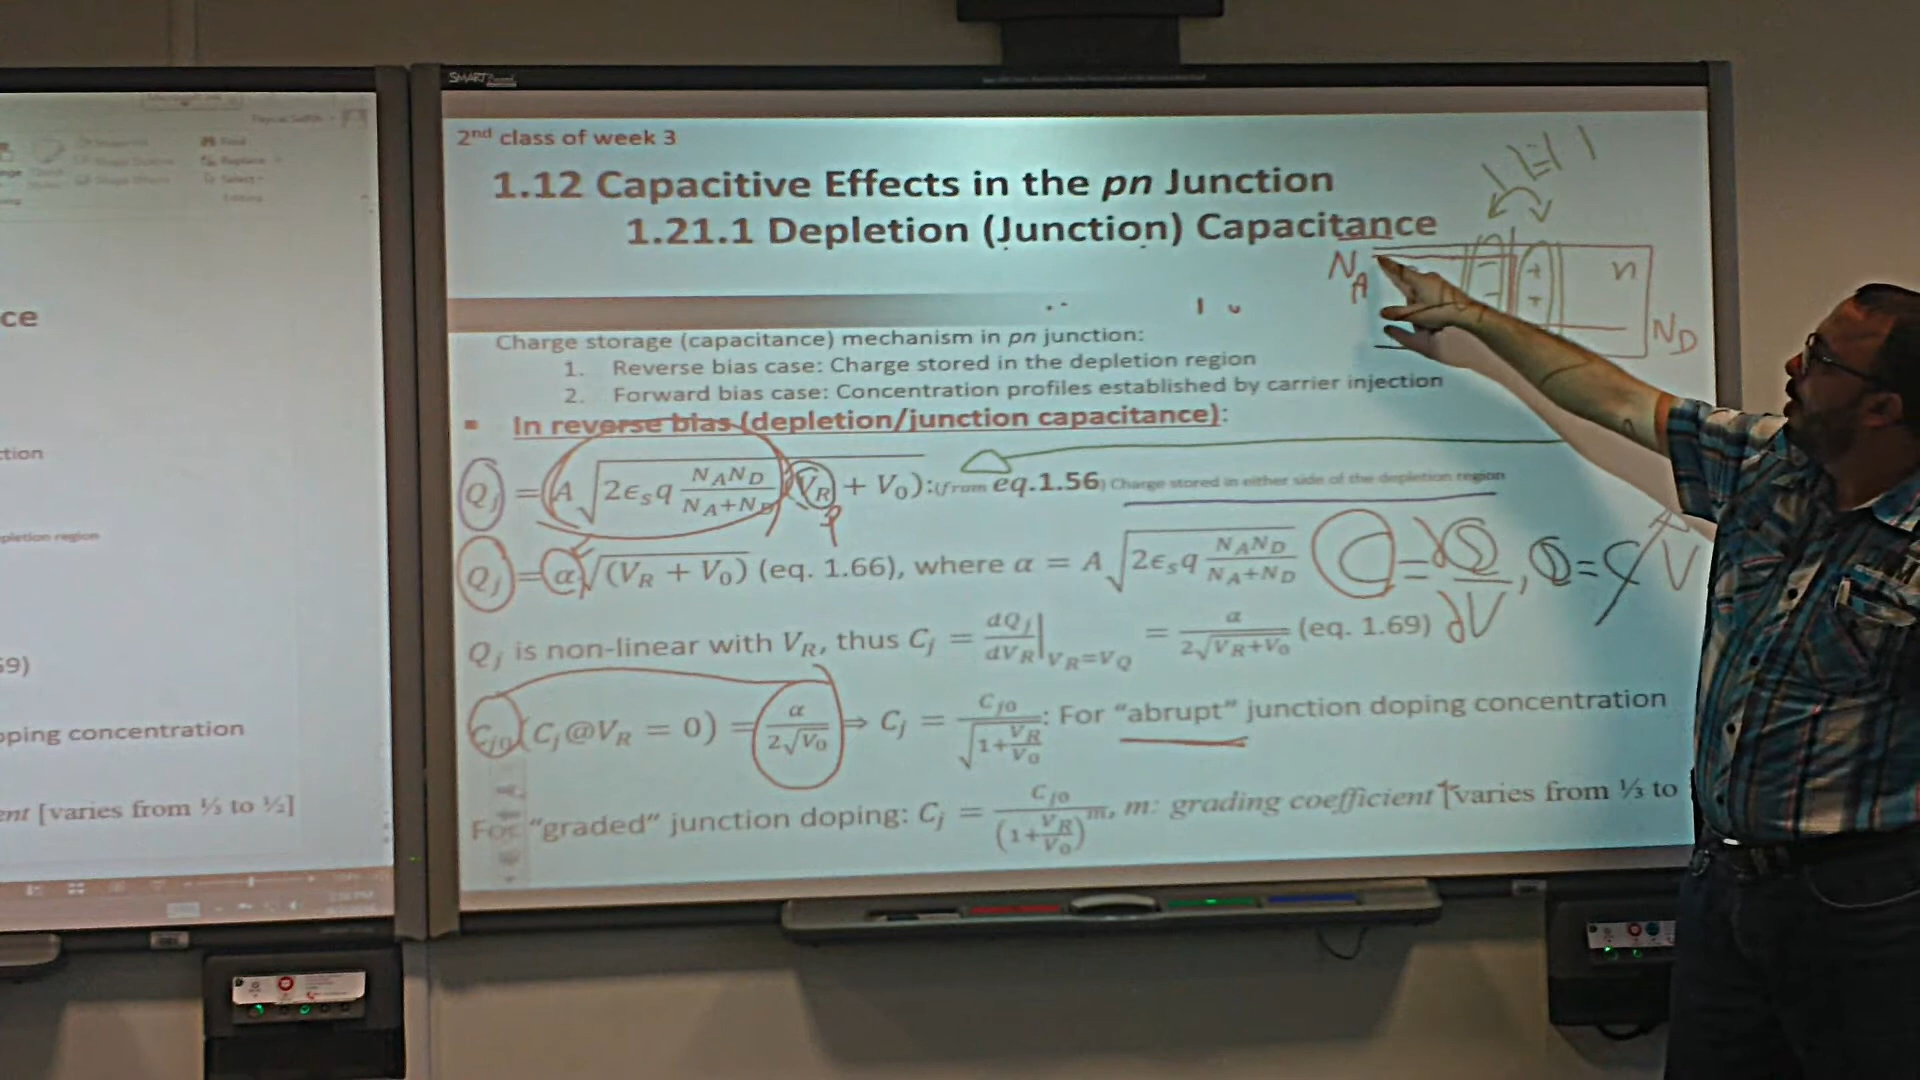 SMART
2nd class of week 3
1.12 Capacitive Effects in the pn Junction
1.21.1 Depletion (Junction) Capacitance
NA
− +
− +
n
ND
Charge storage (capacitance) mechanism in pn junction:
1. Reverse bias case: Charge stored in the depletion region
2. Forward bias case: Concentration profiles established by carrier injection
▪ In reverse bias (depletion/junction capacitance):
Qj = (A √(2ϵs q NAND/(NA+ND)) (VR + V0): (from eq.1.56) Charge stored in either side of the depletion region
Qj = α√(VR + V0) (eq. 1.66), where α = A √(2ϵs q NAND/(NA+ND))
C = ∂Q/∂V, Q = CV
Qj is non-linear with VR, thus Cj = dQj/dVR|VR=VQ = α/(2√(VR+V0)) (eq. 1.69)
Cj0 (Cj@VR = 0) = α/(2√V0) ⇒ Cj = Cj0/√(1+VR/V0): For “abrupt” junction doping concentration
For “graded” junction doping: Cj = Cj0/(1+VR/V0)^m, m: grading coefficient [varies from ⅓ to
ce
ction
pletion region
69)
oping concentration
ent [varies from ⅓ to ½]